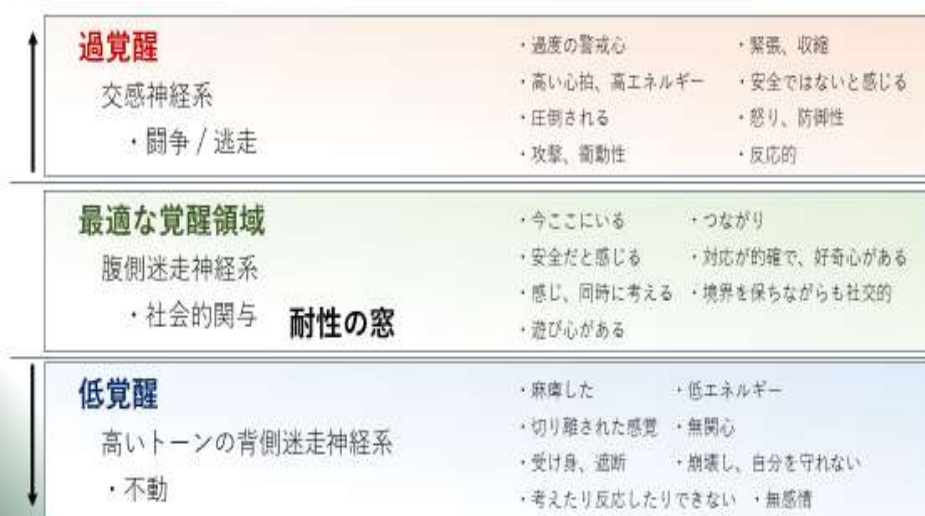 過覚醒
交感神経系
・闘争 / 逃走
・過度の警戒心 ・緊張、収縮
・高い心拍、高エネルギー ・安全ではないと感じる
・圧倒される ・怒り、防御性
・攻撃、衝動性 ・反応的
最適な覚醒領域
腹側迷走神経系
・社会的関与 耐性の窓
・今ここにいる ・つながり
・安全だと感じる ・対応が的確で、好奇心がある
・感じ、同時に考える ・境界を保ちながらも社交的
・遊び心がある
低覚醒
高いトーンの背側迷走神経系
・不動
・麻痺した ・低エネルギー
・切り離された感覚 ・無関心
・受け身、遮断 ・崩壊し、自分を守れない
・考えたり反応したりできない ・無感情